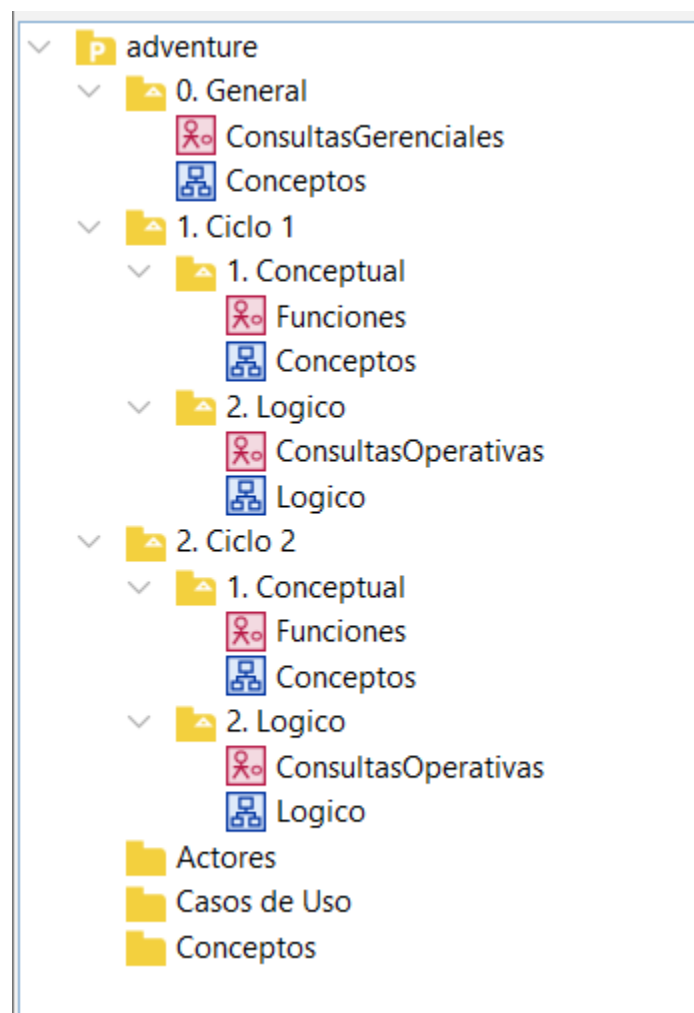 adventure
0. General
ConsultasGerenciales
Conceptos
1. Ciclo 1
1. Conceptual
Funciones
Conceptos
2. Logico
ConsultasOperativas
Logico
2. Ciclo 2
1. Conceptual
Funciones
Conceptos
2. Logico
ConsultasOperativas
Logico
Actores
Casos de Uso
Conceptos